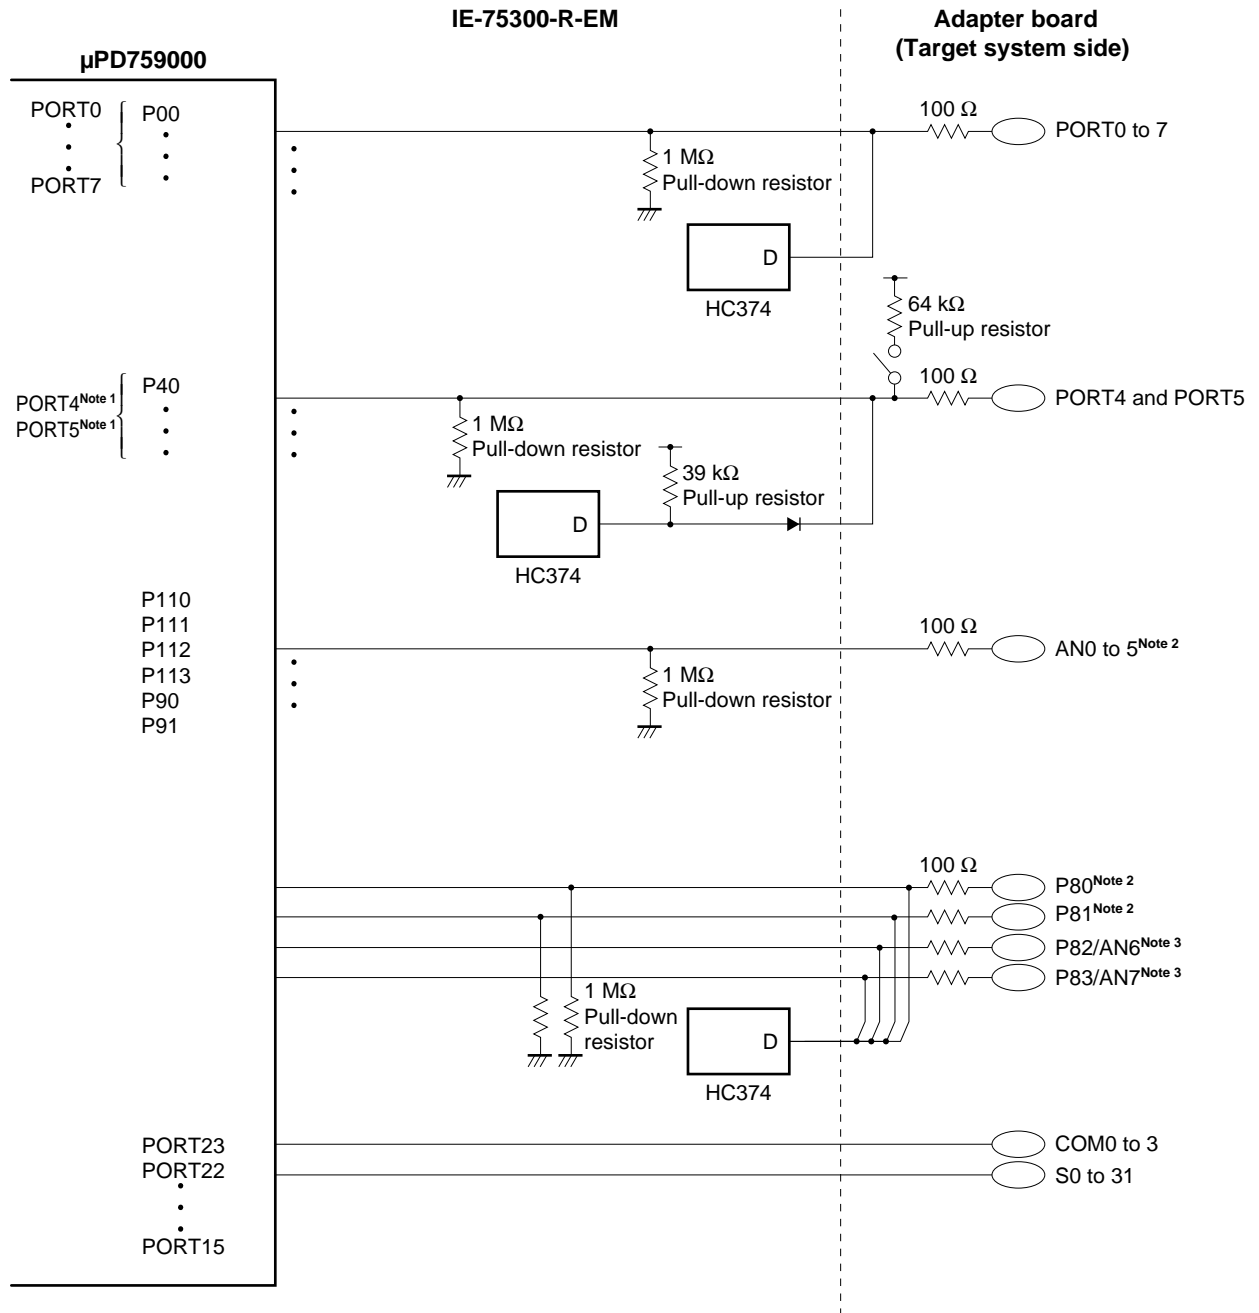 IE-75300-R-EM
Adapter board
(Target system side)
µPD759000
PORT0
PORT7
P00
100 Ω
PORT0 to 7
1 MΩ
Pull-down resistor
D
HC374
64 kΩ
Pull-up resistor
PORT4Note 1
PORT5Note 1
P40
100 Ω
PORT4 and PORT5
1 MΩ
Pull-down resistor
39 kΩ
Pull-up resistor
D
HC374
P110
P111
P112
P113
P90
P91
100 Ω
AN0 to 5Note 2
1 MΩ
Pull-down resistor
100 Ω
P80Note 2
P81Note 2
P82/AN6Note 3
P83/AN7Note 3
1 MΩ
Pull-down
resistor
D
HC374
PORT23
PORT22
PORT15
COM0 to 3
S0 to 31